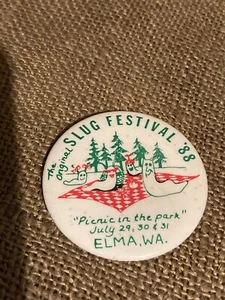 The Original
SLUG FESTIVAL '88
"Picnic in the park"
July 29, 30 & 31
ELMA, WA.